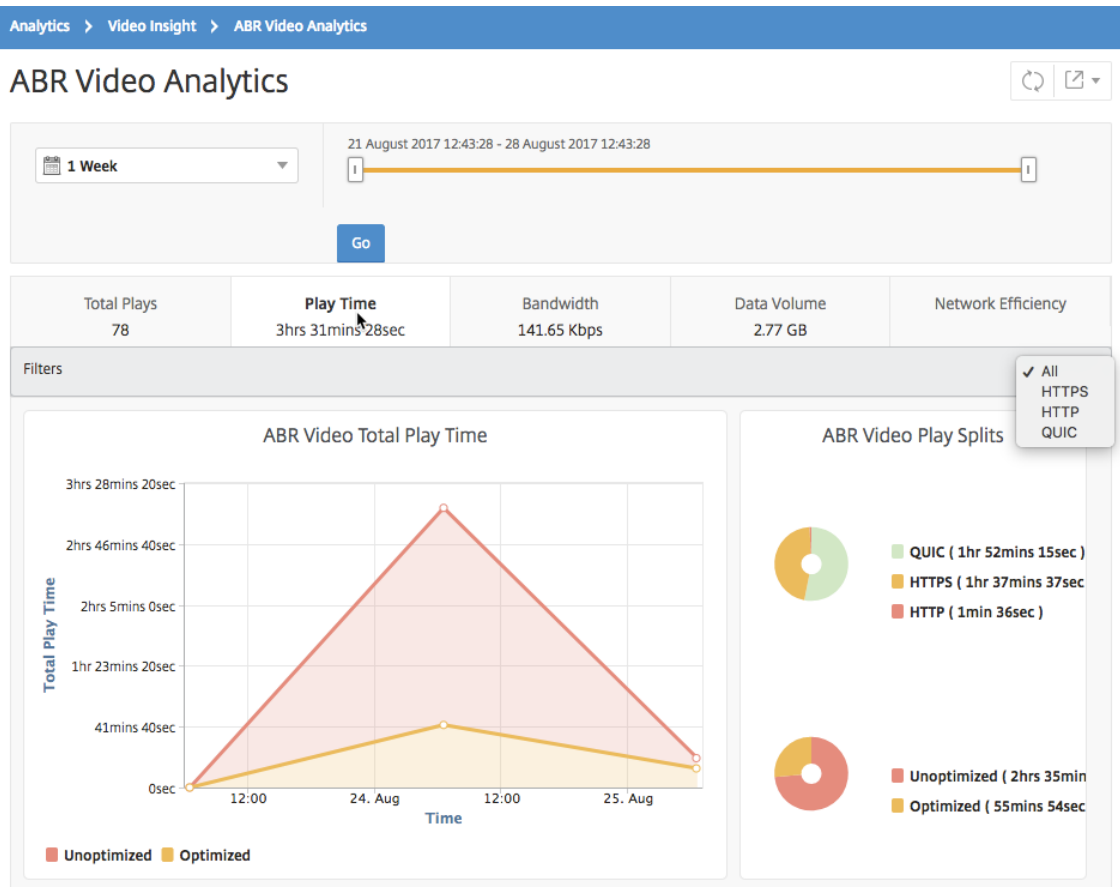 Analytics > Video Insight > ABR Video Analytics
ABR Video Analytics
21 August 2017 12:43:28 - 28 August 2017 12:43:28
1 Week
Go
Total Plays
78
Play Time
3hrs 31mins 28sec
Bandwidth
141.65 Kbps
Data Volume
2.77 GB
Network Efficiency
Filters
✓ All
HTTPS
HTTP
QUIC
ABR Video Total Play Time
3hrs 28mins 20sec
2hrs 46mins 40sec
2hrs 5mins 0sec
1hr 23mins 20sec
41mins 40sec
0sec
Total Play Time
12:00
24. Aug
12:00
25. Aug
Time
Unoptimized
Optimized
ABR Video Play Splits
QUIC ( 1hr 52mins 15sec )
HTTPS ( 1hr 37mins 37sec
HTTP ( 1min 36sec )
Unoptimized ( 2hrs 35min
Optimized ( 55mins 54sec